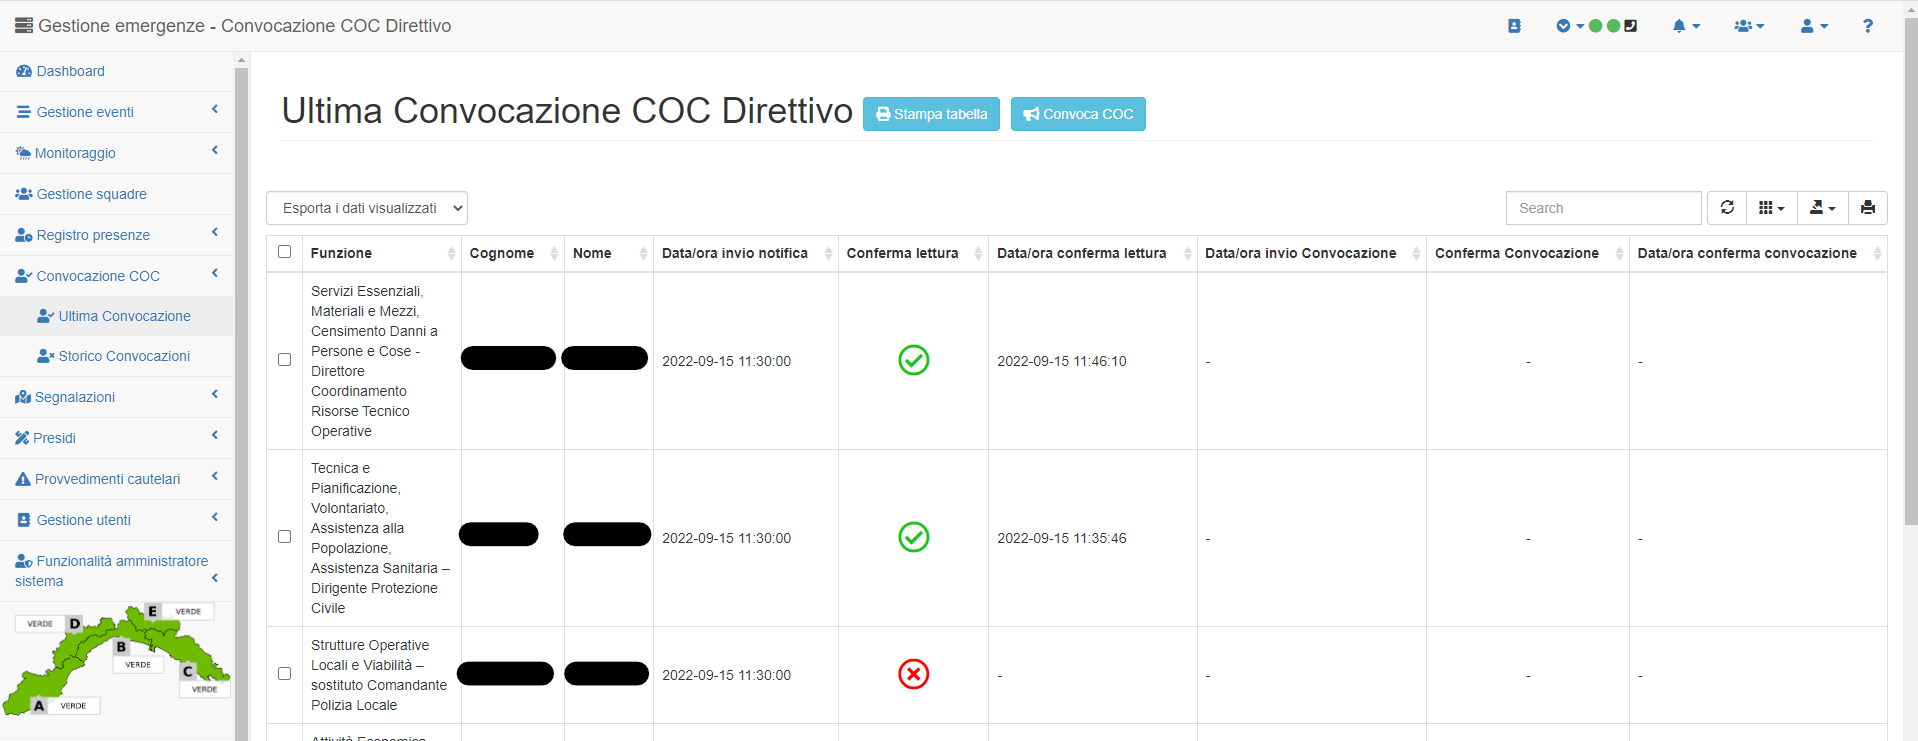 Gestione emergenze - Convocazione COC Direttivo
?
Dashboard
Gestione eventi
Monitoraggio
Gestione squadre
Registro presenze
Convocazione COC
Ultima Convocazione
Storico Convocazioni
Segnalazioni
Presidi
Provvedimenti cautelari
Gestione utenti
Funzionalità amministratore
sistema
E VERDE
VERDE D
B
VERDE
C
VERDE
A VERDE
Ultima Convocazione COC Direttivo
Stampa tabella
Convoca COC
Esporta i dati visualizzati
Search
Funzione Cognome Nome Data/ora invio notifica Conferma lettura Data/ora conferma lettura Data/ora invio Convocazione Conferma Convocazione Data/ora conferma convocazione
Servizi Essenziali,
Materiali e Mezzi,
Censimento Danni a
Persone e Cose -
Direttore
Coordinamento
Risorse Tecnico
Operative
2022-09-15 11:30:00 2022-09-15 11:46:10 - - -
Tecnica e
Pianificazione,
Volontariato,
Assistenza alla
Popolazione,
Assistenza Sanitaria –
Dirigente Protezione
Civile
2022-09-15 11:30:00 2022-09-15 11:35:46 - - -
Strutture Operative
Locali e Viabilità –
sostituto Comandante
Polizia Locale
2022-09-15 11:30:00 - - - -
Attività Economica